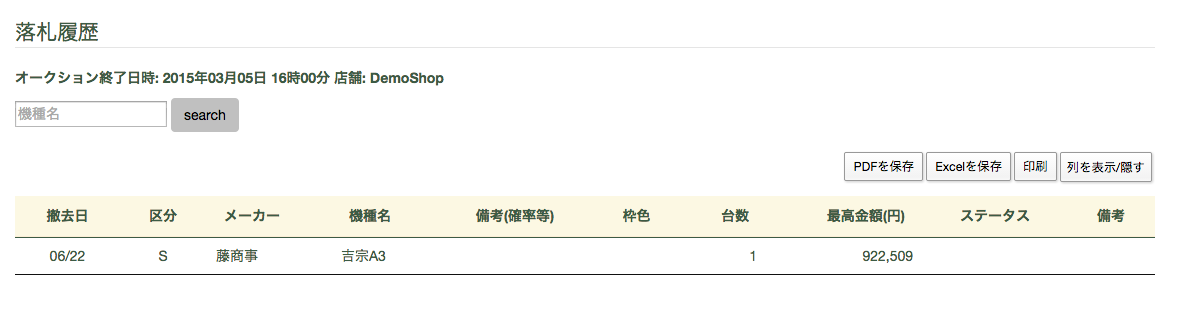 落札履歴
オークション終了日時: 2015年03月05日 16時00分 店舗: DemoShop
機種名 search
PDFを保存 Excelを保存 印刷 列を表示/隠す
撤去日 区分 メーカー 機種名 備考(確率等) 枠色 台数 最高金額(円) ステータス 備考
06/22 S 藤商事 吉宗A3 1 922,509